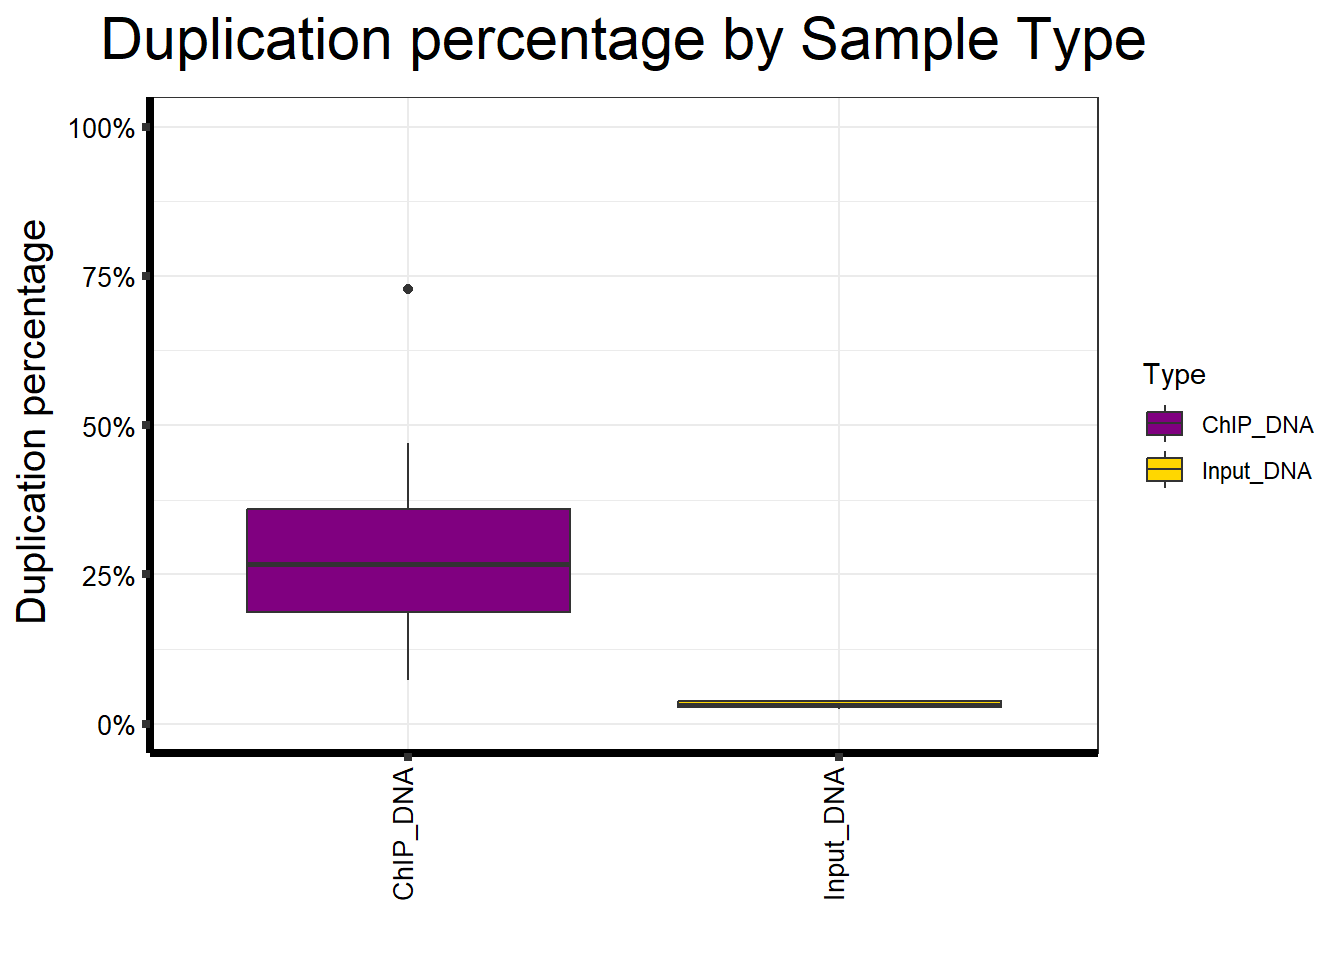 Duplication percentage by Sample Type
Duplication percentage
100%
75%
50%
25%
0%
ChIP_DNA
Input_DNA
Type
ChIP_DNA
Input_DNA